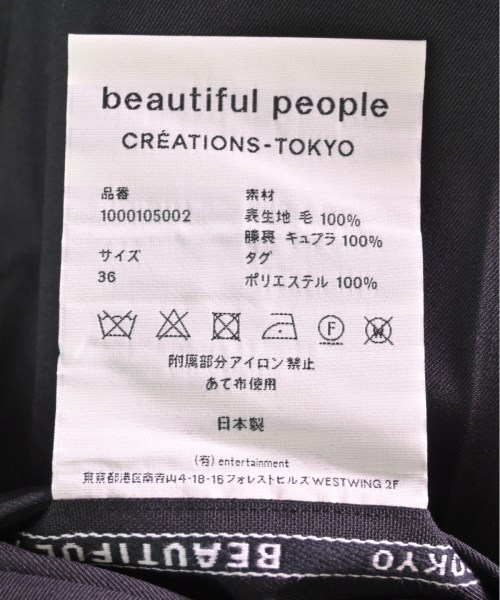 beautiful people
CRÉATIONS-TOKYO
品番
1000105002
サイズ
36
素材
表生地 毛 100%
膝裏 キュプラ 100%
タグ
ポリエステル 100%
F
W
附属部分アイロン禁止
あて布使用
日本製
(有) entertainment
東京都港区南青山4-18-16フォレストヒルズWESTWING 2F
BEAUTIFUL
TOKYO